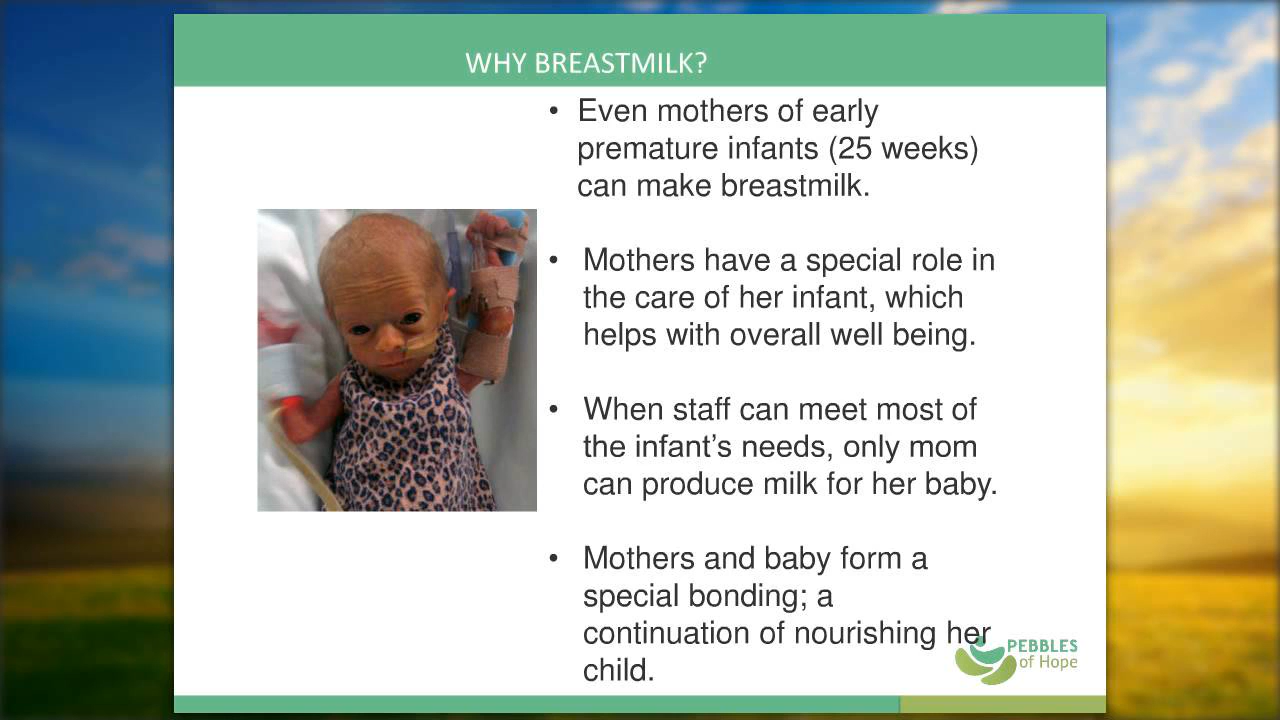 WHY BREASTMILK?
• Even mothers of early
premature infants (25 weeks)
can make breastmilk.
• Mothers have a special role in
the care of her infant, which
helps with overall well being.
• When staff can meet most of
the infant’s needs, only mom
can produce milk for her baby.
• Mothers and baby form a
special bonding; a
continuation of nourishing her
child.
PEBBLES
of Hope